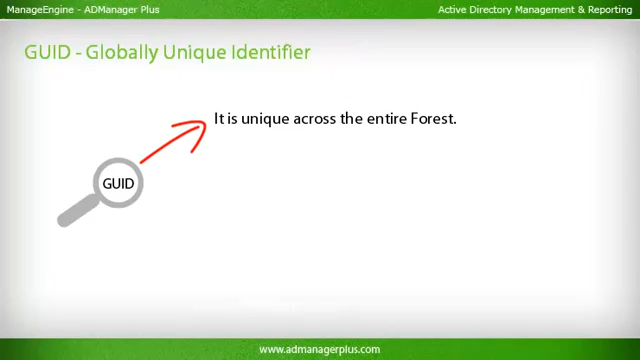 ManageEngine - ADManager Plus
Active Directory Management & Reporting
GUID - Globally Unique Identifier
It is unique across the entire Forest.
GUID
www.admanagerplus.com